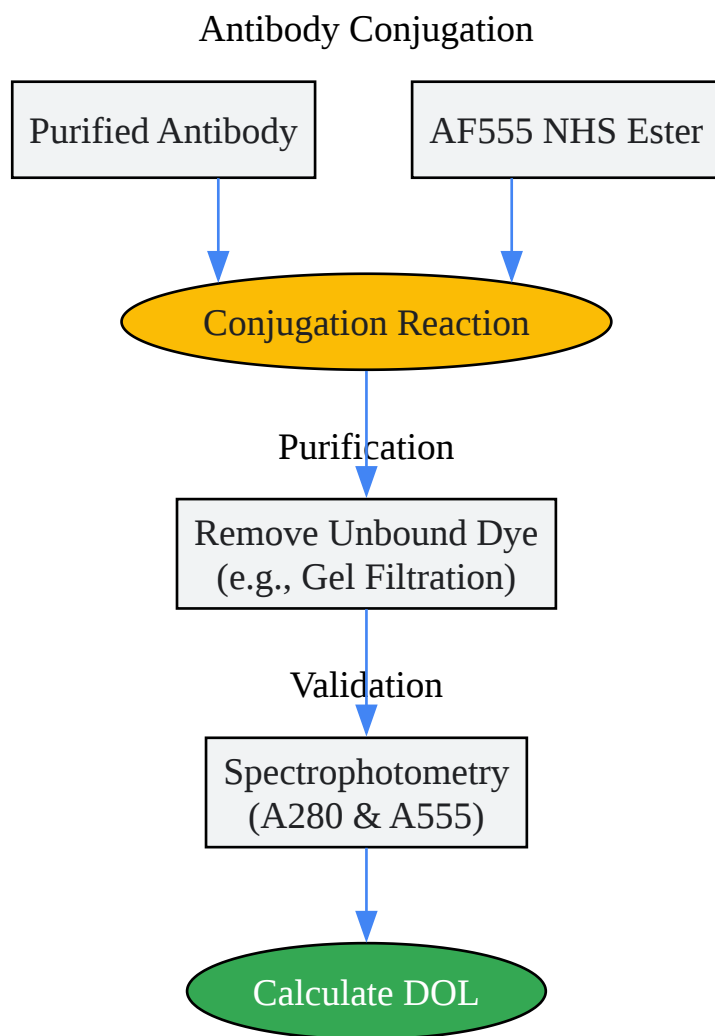 Antibody Conjugation
Purified Antibody
AF555 NHS Ester
Conjugation Reaction
Purification
Remove Unbound Dye
(e.g., Gel Filtration)
Validation
Spectrophotometry
(A280 & A555)
Calculate DOL